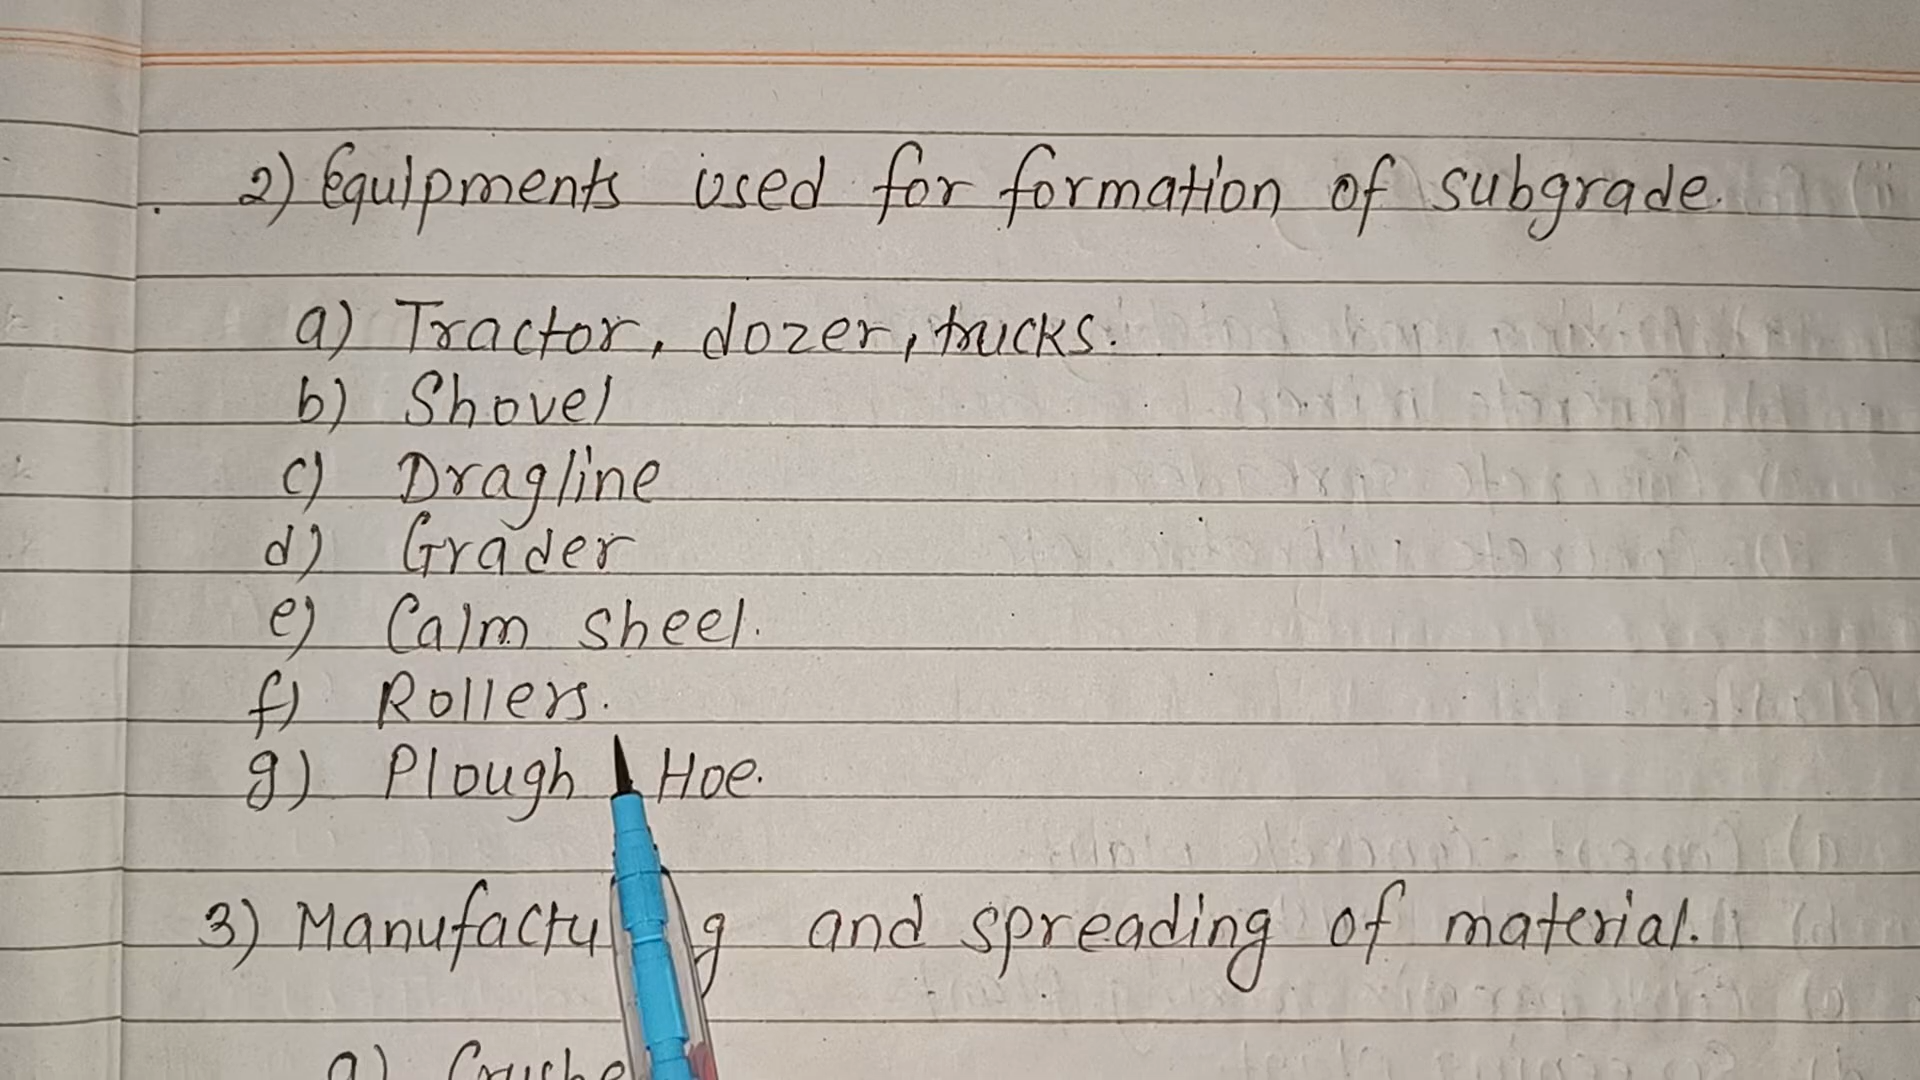 2) Equipments used for formation of subgrade.
a) Tractor, dozer, trucks.
b) Shovel
c) Dragline
d) Grader
e) Calm sheel.
f) Rollers.
g) Plough Hoe.
3) and spreading of material.
a)